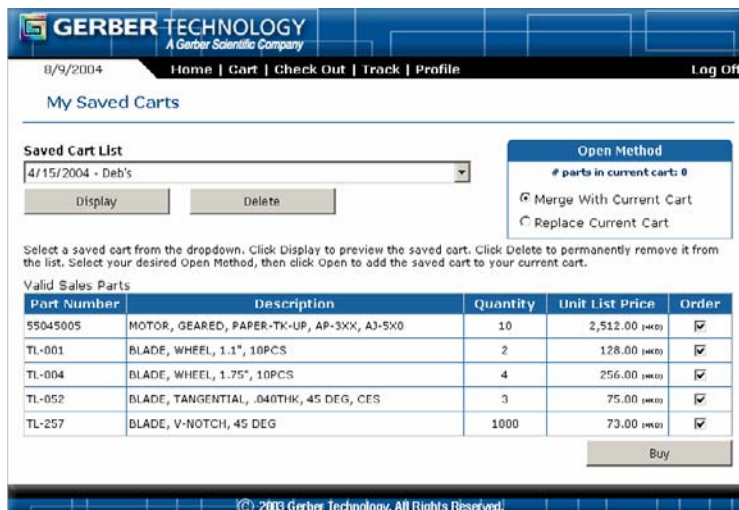 GERBER TECHNOLOGY
A Gerber Scientific Company
8/9/2004 Home | Cart | Check Out | Track | Profile Log Off
My Saved Carts
Saved Cart List
4/15/2004 - Deb's
Display Delete
Open Method
# parts in current cart: 0
Merge With Current Cart
Replace Current Cart
Select a saved cart from the dropdown. Click Display to preview the saved cart. Click Delete to permanently remove it from
the list. Select your desired Open Method, then click Open to add the saved cart to your current cart.
Valid Sales Parts
Part Number Description Quantity Unit List Price Order
55045005 MOTOR, GEARED, PAPER-TK-UP, AP-3XX, AJ-5X0 10 2,512.00 (HKD)
TL-001 BLADE, WHEEL, 1.1", 10PCS 2 128.00 (HKD)
TL-004 BLADE, WHEEL, 1.75", 10PCS 4 256.00 (HKD)
TL-052 BLADE, TANGENTIAL, .040THK, 45 DEG, CES 3 75.00 (HKD)
TL-257 BLADE, V-NOTCH, 45 DEG 1000 73.00 (HKD)
Buy
(C) 2003 Gerber Technology. All Rights Reserved.